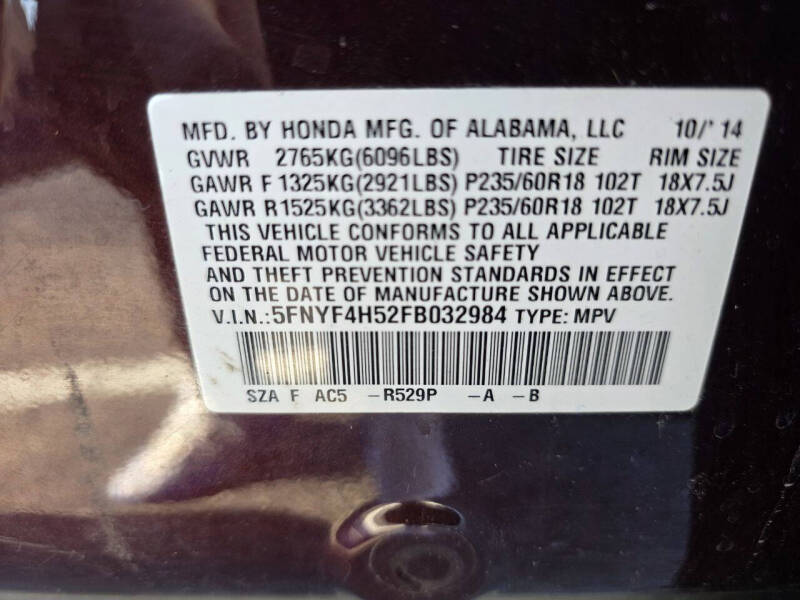 MFD. BY HONDA MFG. OF ALABAMA, LLC 10/'14
GVWR 2765KG(6096LBS) TIRE SIZE RIM SIZE
GAWR F 1325KG(2921LBS) P235/60R18 102T 18X7.5J
GAWR R1525KG(3362LBS) P235/60R18 102T 18X7.5J
THIS VEHICLE CONFORMS TO ALL APPLICABLE
FEDERAL MOTOR VEHICLE SAFETY
AND THEFT PREVENTION STANDARDS IN EFFECT
ON THE DATE OF MANUFACTURE SHOWN ABOVE.
V.I.N.:5FNYF4H52FB032984 TYPE: MPV
SZA F AC5 -R529P -A -B